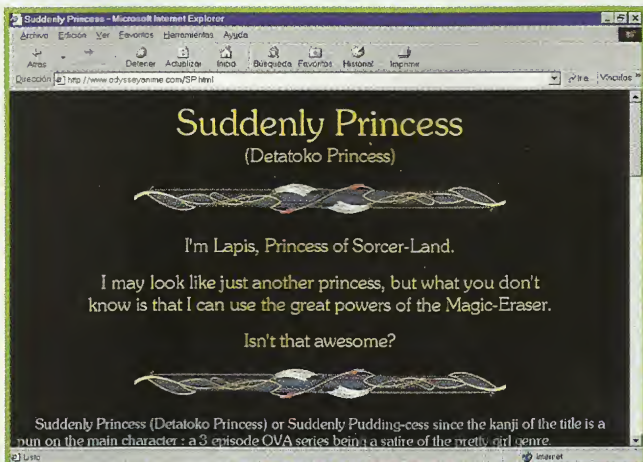 Suddenly Princess - Microsoft Internet Explorer
Archivo Edición Ver Favoritos Herramientas Ayuda
Atrás Detener Actualizar Inicio Búsqueda Favoritos Historial Imprimir
Dirección http://www.odysseyanime.com/SP.html Ir a Vínculos »
Suddenly Princess
(Detatoko Princess)
I'm Lapis, Princess of Sorcer-Land.
I may look like just another princess, but what you don't
know is that I can use the great powers of the Magic-Eraser.
Isn't that awesome?
Suddenly Princess (Detatoko Princess) or Suddenly Pudding-cess since the kanji of the title is a
pun on the main character : a 3 episode OVA series being a satire of the pretty girl genre.
Listo Internet